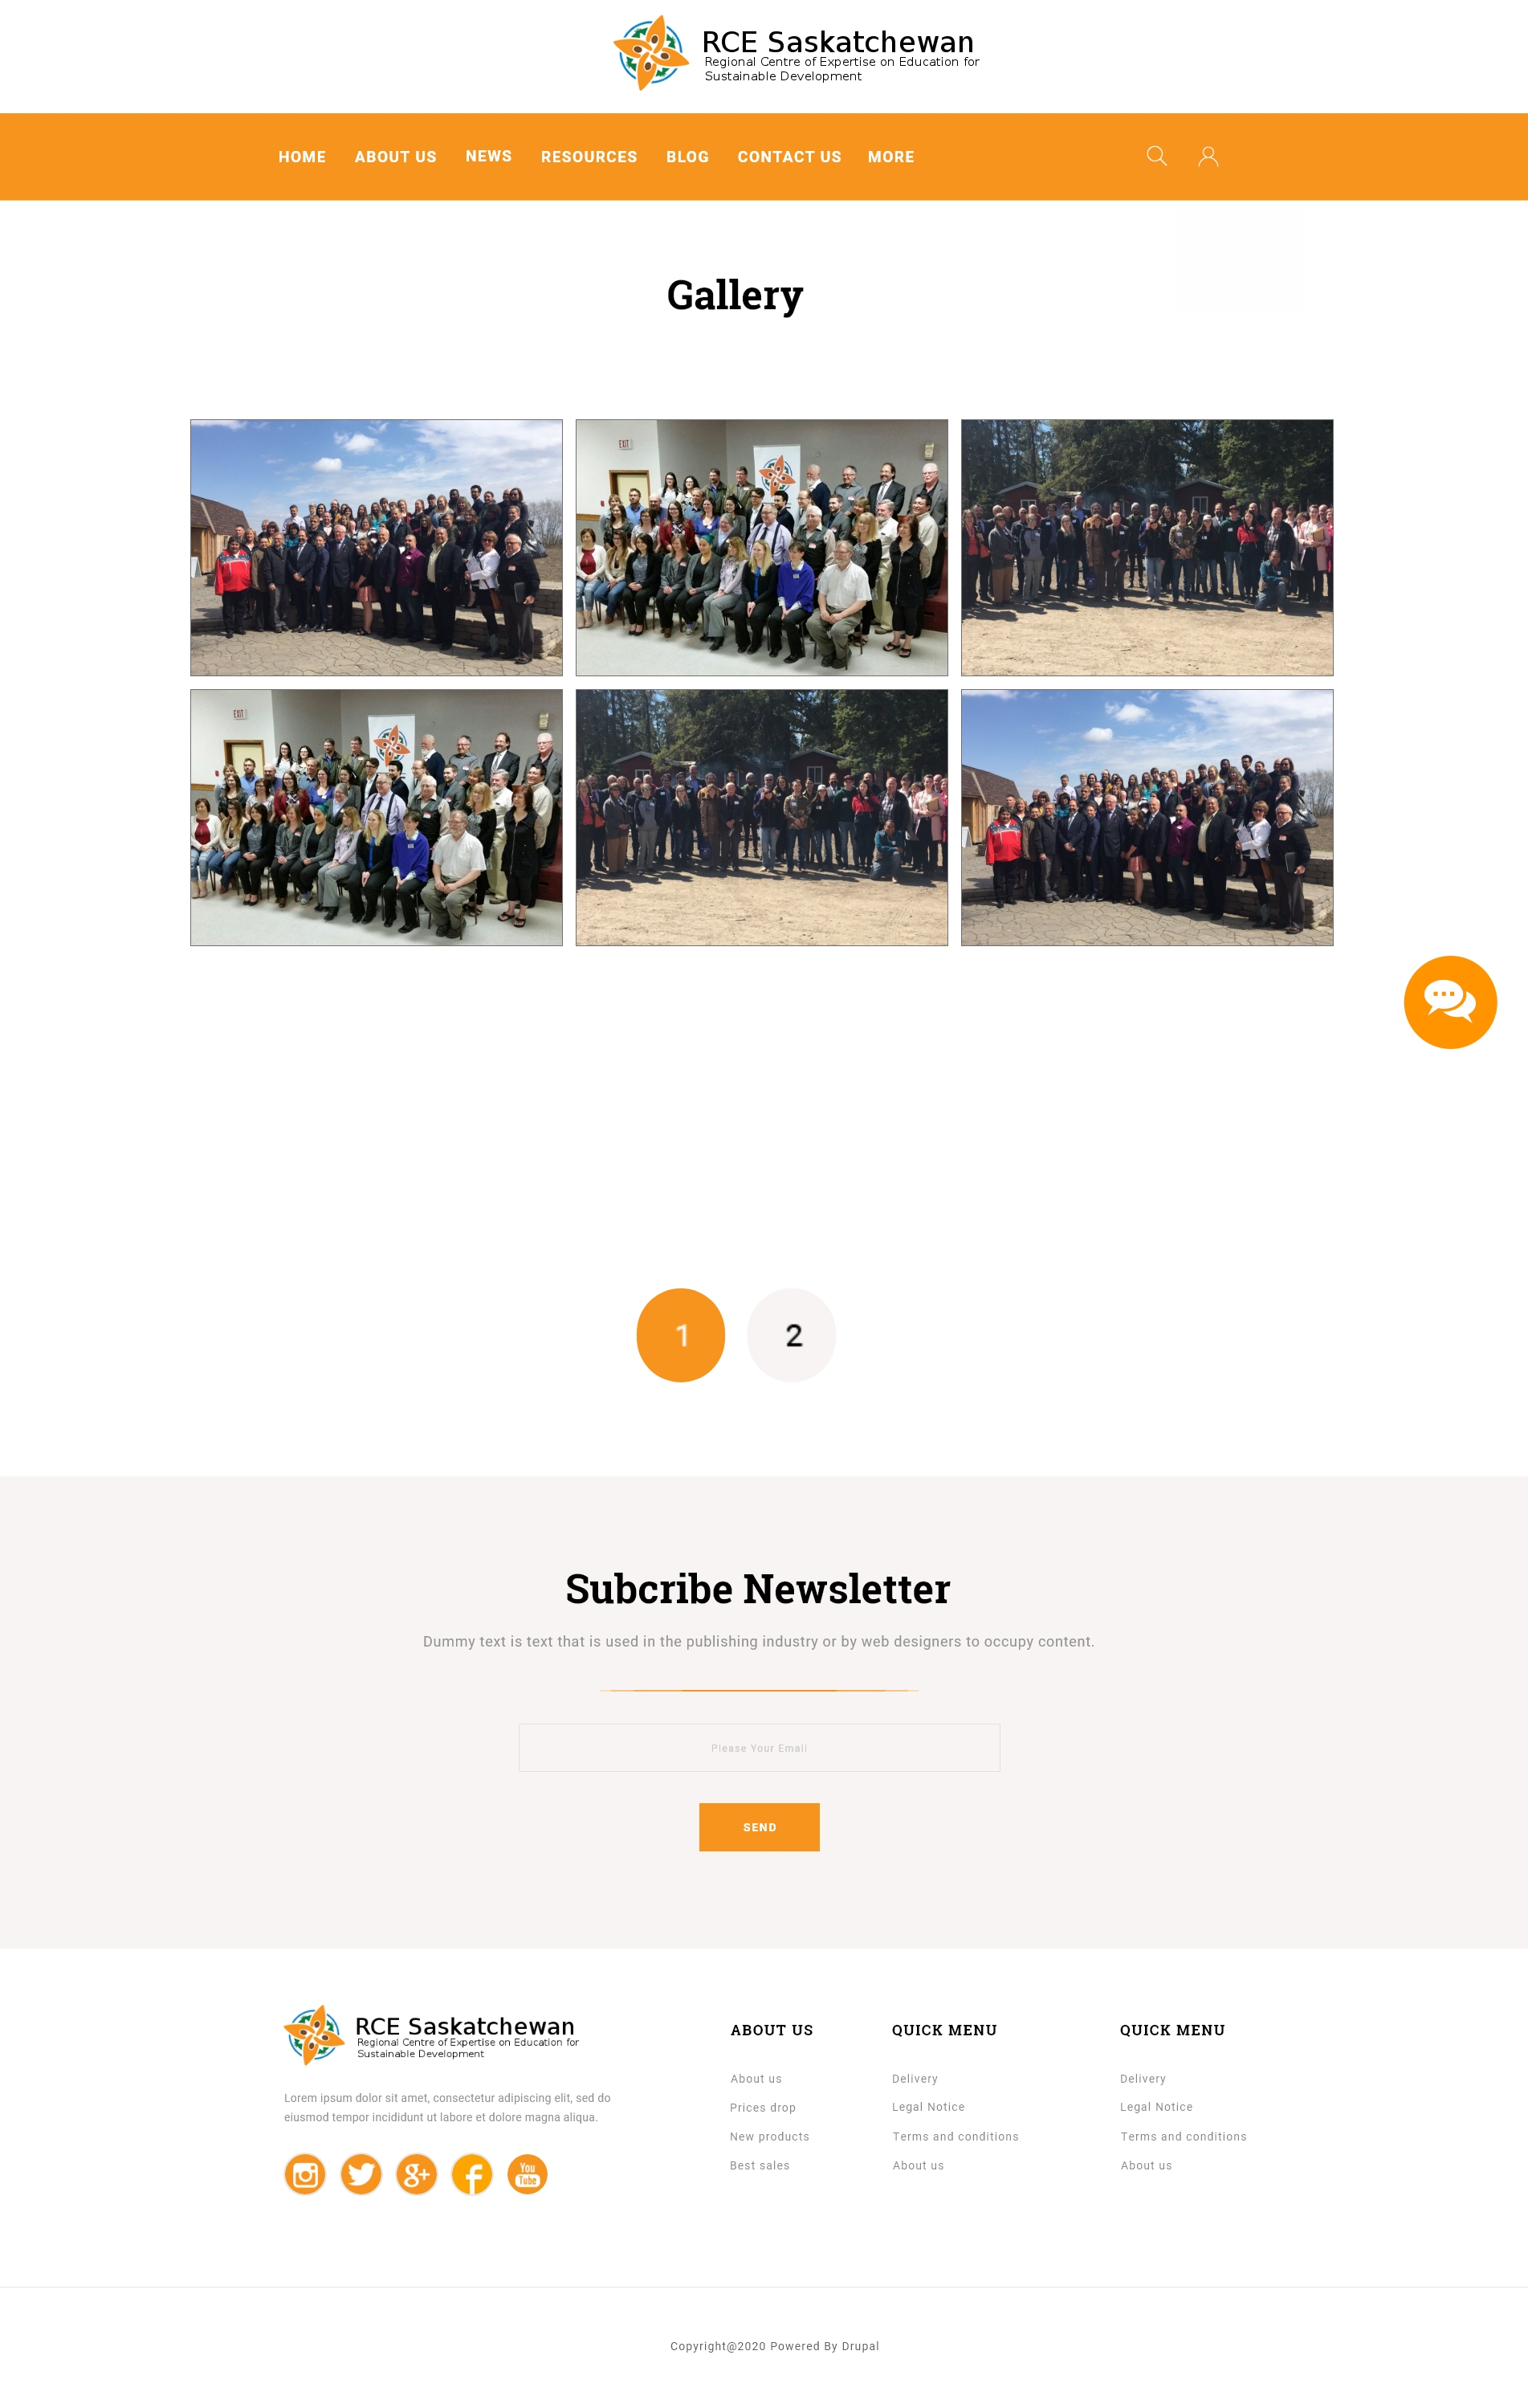 RCE Saskatchewan
Regional Centre of Expertise on Education for
Sustainable Development
HOME ABOUT US NEWS RESOURCES BLOG CONTACT US MORE
Gallery
EXIT
EXIT
1 2
Subcribe Newsletter
Dummy text is text that is used in the publishing industry or by web designers to occupy content.
Please Your Email
SEND
RCE Saskatchewan
Regional Centre of Expertise on Education for
Sustainable Development
Lorem ipsum dolor sit amet, consectetur adipiscing elit, sed do
eiusmod tempor incididunt ut labore et dolore magna aliqua.
g+ f You Tube
ABOUT US
About us
Prices drop
New products
Best sales
QUICK MENU
Delivery
Legal Notice
Terms and conditions
About us
QUICK MENU
Delivery
Legal Notice
Terms and conditions
About us
Copyright@2020 Powered By Drupal